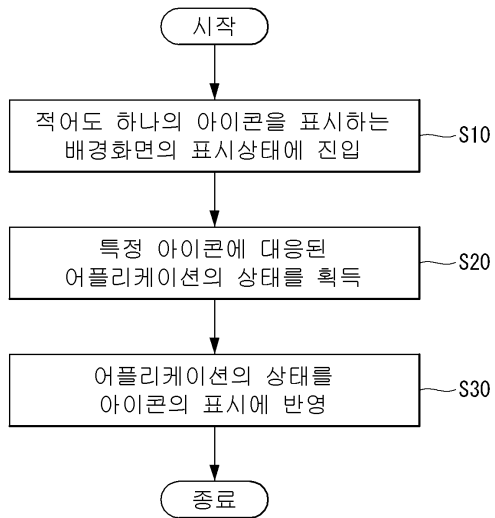 시작
적어도 하나의 아이콘을 표시하는
배경화면의 표시상태에 진입
S10
특정 아이콘에 대응된
어플리케이션의 상태를 획득
S20
어플리케이션의 상태를
아이콘의 표시에 반영
S30
종료